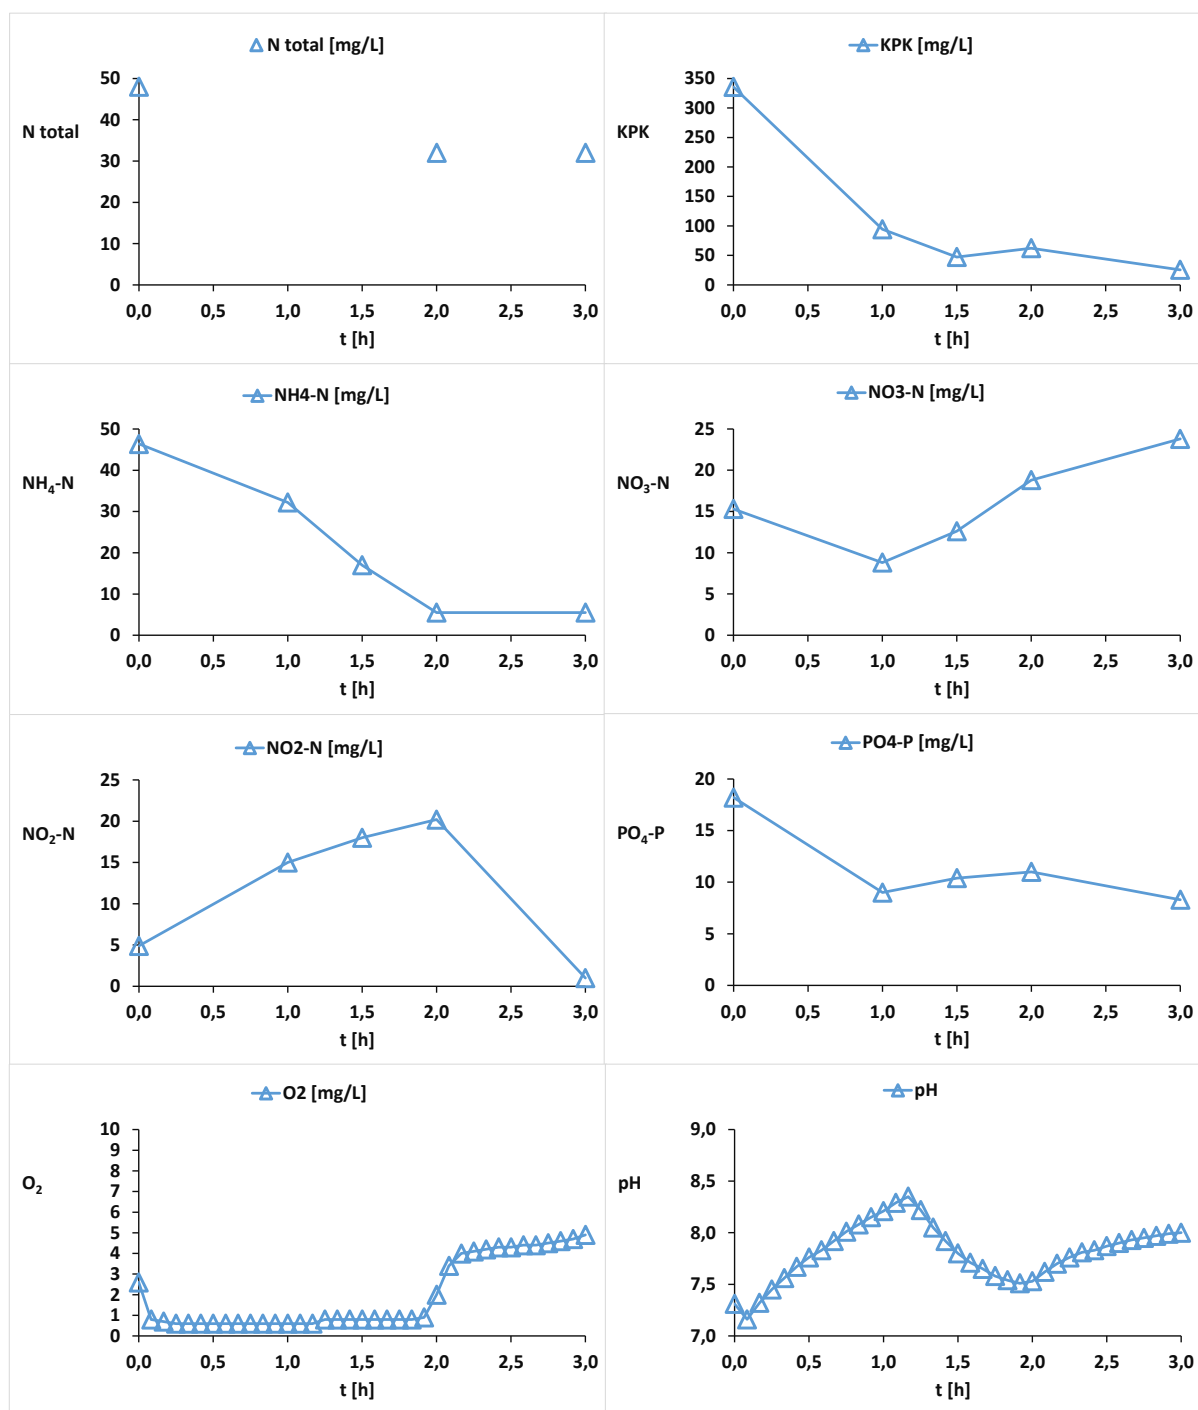 N total [mg/L]
50
40
N total
30
20
10
0
0,0 0,5 1,0 1,5 2,0 2,5 3,0
t [h]
KPK [mg/L]
350
300
KPK
250
200
150
100
50
0
0,0 0,5 1,0 1,5 2,0 2,5 3,0
t [h]
NH4-N [mg/L]
50
40
NH₄-N
30
20
10
0
0,0 0,5 1,0 1,5 2,0 2,5 3,0
t [h]
NO3-N [mg/L]
25
20
NO₃-N
15
10
5
0
0,0 0,5 1,0 1,5 2,0 2,5 3,0
t [h]
NO2-N [mg/L]
25
20
NO₂-N
15
10
5
0
0,0 0,5 1,0 1,5 2,0 2,5 3,0
t [h]
PO4-P [mg/L]
20
15
PO₄-P
10
5
0
0,0 0,5 1,0 1,5 2,0 2,5 3,0
t [h]
O2 [mg/L]
10
9
8
O₂
7
6
5
4
3
2
1
0
0,0 0,5 1,0 1,5 2,0 2,5 3,0
t [h]
pH
9,0
8,5
pH
8,0
7,5
7,0
0,0 0,5 1,0 1,5 2,0 2,5 3,0
t [h]